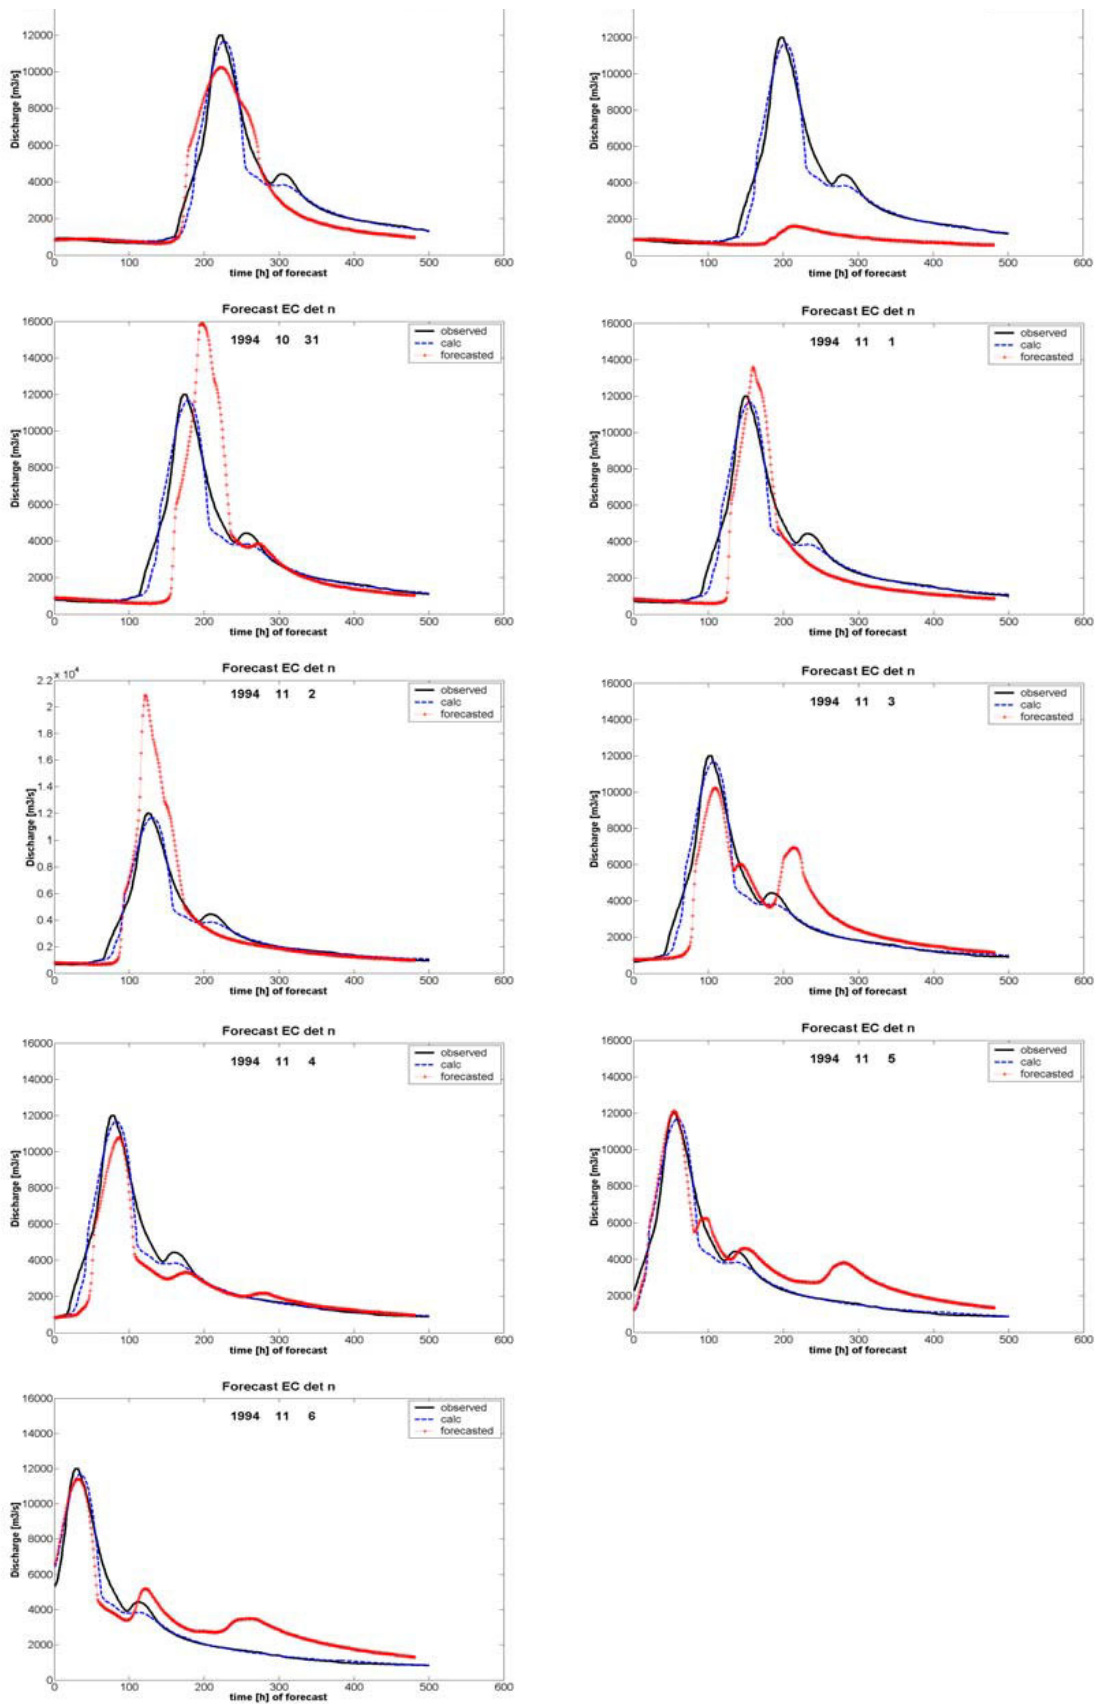 12000
10000
8000
6000
4000
2000
0
Discharge [m3/s]
0 100 200 300 400 500 600
time [h] of forecast
12000
10000
8000
6000
4000
2000
0
Discharge [m3/s]
0 100 200 300 400 500 600
time [h] of forecast
Forecast EC det n
1994 10 31
observed
calc
forecasted
16000
14000
12000
10000
8000
6000
4000
2000
0
Discharge [m3/s]
0 100 200 300 400 500 600
time [h] of forecast
Forecast EC det n
1994 11 1
observed
calc
forecasted
16000
14000
12000
10000
8000
6000
4000
2000
0
Discharge [m3/s]
0 100 200 300 400 500 600
time [h] of forecast
Forecast EC det n
x 10⁴
1994 11 2
observed
calc
forecasted
2.2
2
1.8
1.6
1.4
1.2
1
0.8
0.6
0.4
0.2
0
Discharge [m3/s]
0 100 200 300 400 500 600
time [h] of forecast
Forecast EC det n
1994 11 3
observed
calc
forecasted
16000
14000
12000
10000
8000
6000
4000
2000
0
Discharge [m3/s]
0 100 200 300 400 500 600
time [h] of forecast
Forecast EC det n
1994 11 4
observed
calc
forecasted
16000
14000
12000
10000
8000
6000
4000
2000
0
Discharge [m3/s]
0 100 200 300 400 500 600
time [h] of forecast
Forecast EC det n
1994 11 5
observed
calc
forecasted
16000
14000
12000
10000
8000
6000
4000
2000
0
Discharge [m3/s]
0 100 200 300 400 500 600
time [h] of forecast
Forecast EC det n
1994 11 6
observed
calc
forecasted
16000
14000
12000
10000
8000
6000
4000
2000
0
Discharge [m3/s]
0 100 200 300 400 500 600
time [h] of forecast